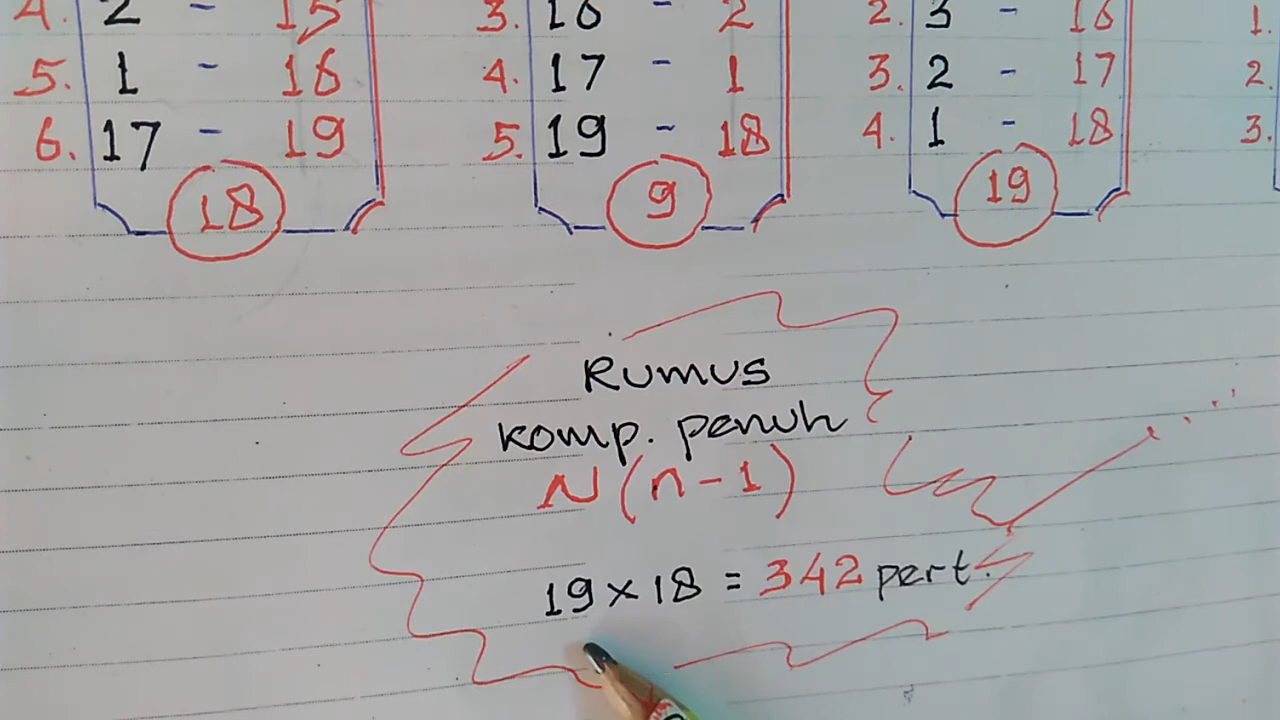 4. 2 - 15 3. 16 - 2 2. 3 - 16 1.
5. 1 - 16 4. 17 - 1 3. 2 - 17 2.
6. 17 - 19 5. 19 - 18 4. 1 - 18 3.
18 9 19
Rumus
komp. penuh
N (n - 1)
19 x 18 = 342 pert.